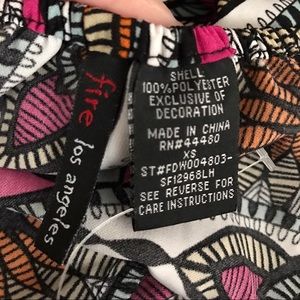 fire
los angeles
SHELL
100%POLYESTER
EXCLUSIVE OF
DECORATION
MADE IN CHINA
RN#44480
XS
ST#FDW004803-
SF12968LH
SEE REVERSE FOR
CARE INSTRUCTIONS